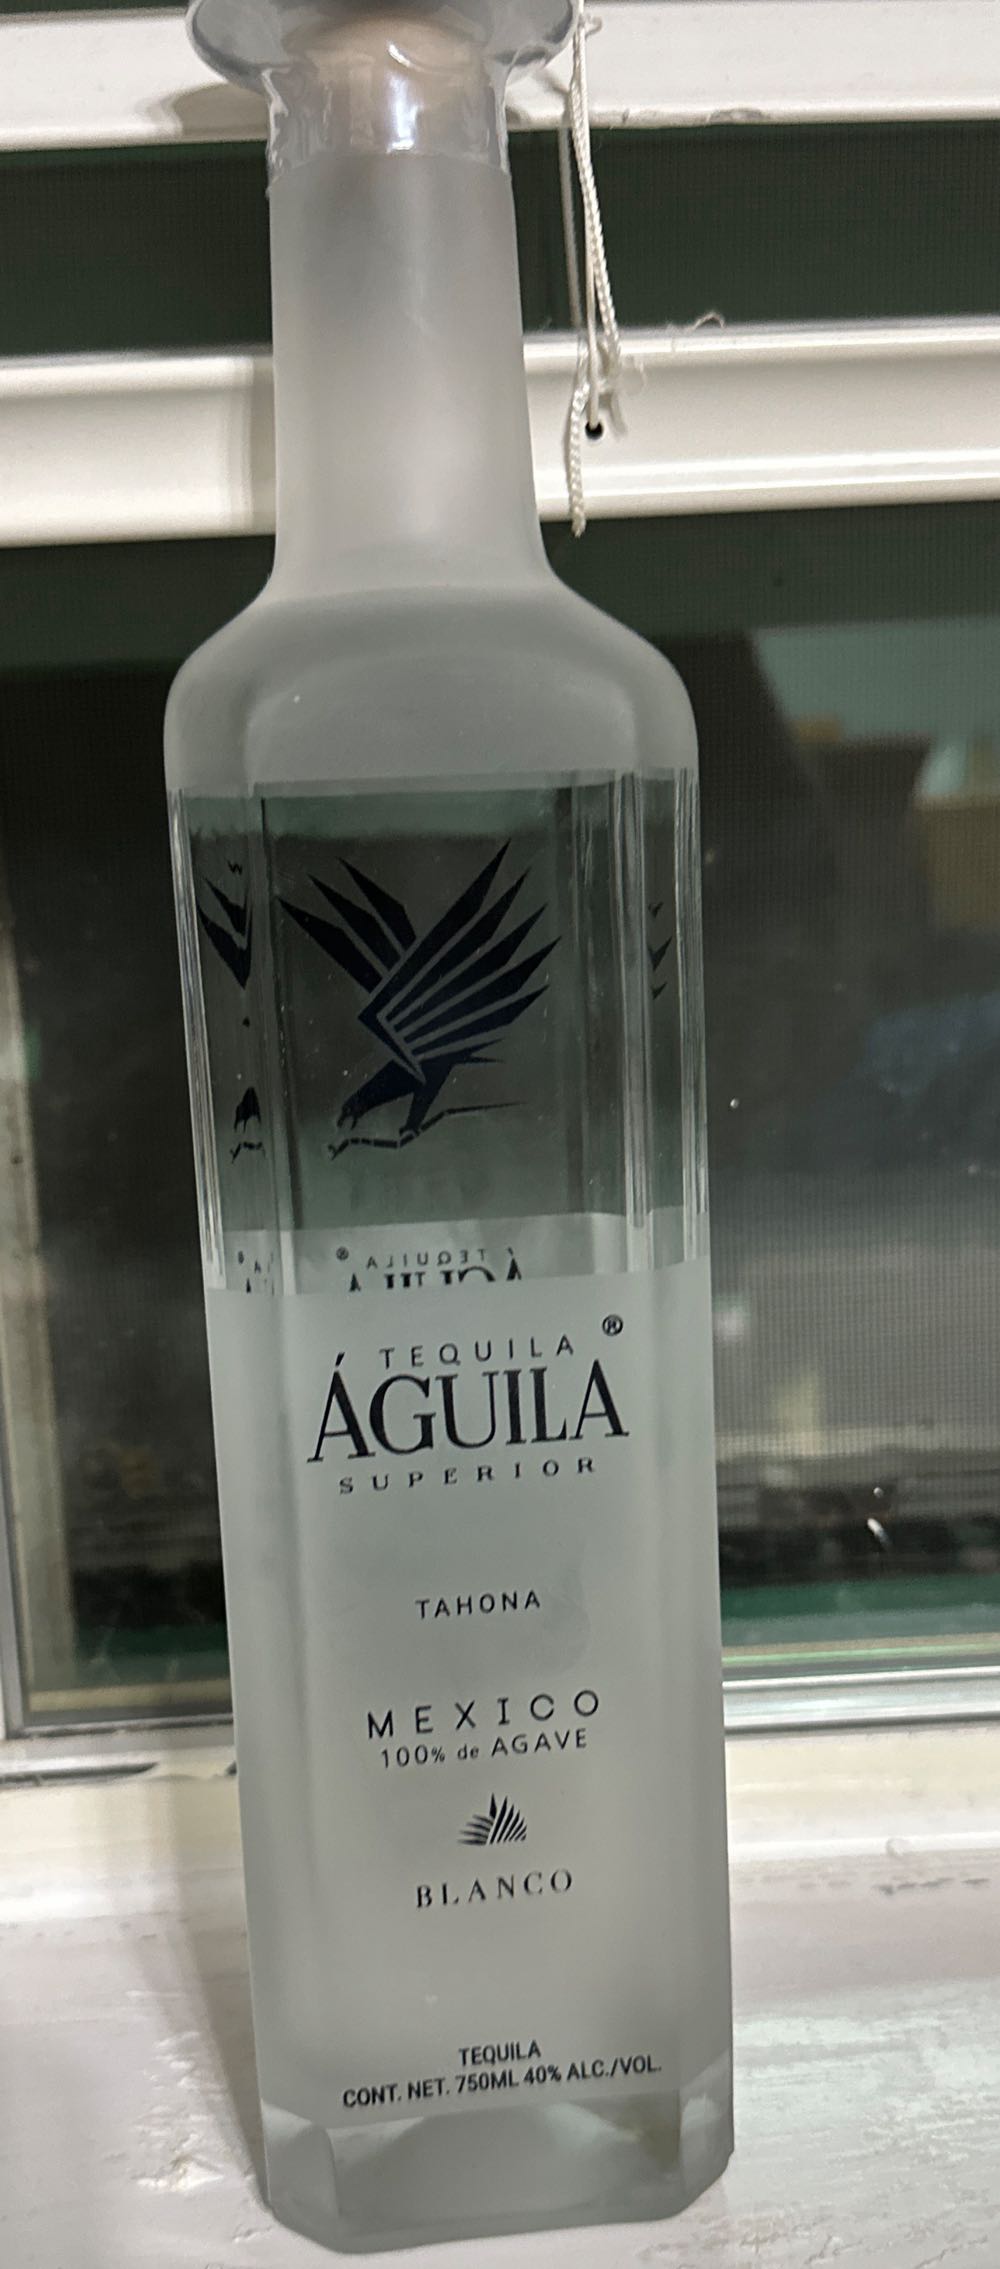 TEQUILA ®
ÁGUILA
SUPERIOR
TAHONA
MEXICO
100% de AGAVE
BLANCO
TEQUILA
CONT. NET. 750ML 40% ALC./VOL.